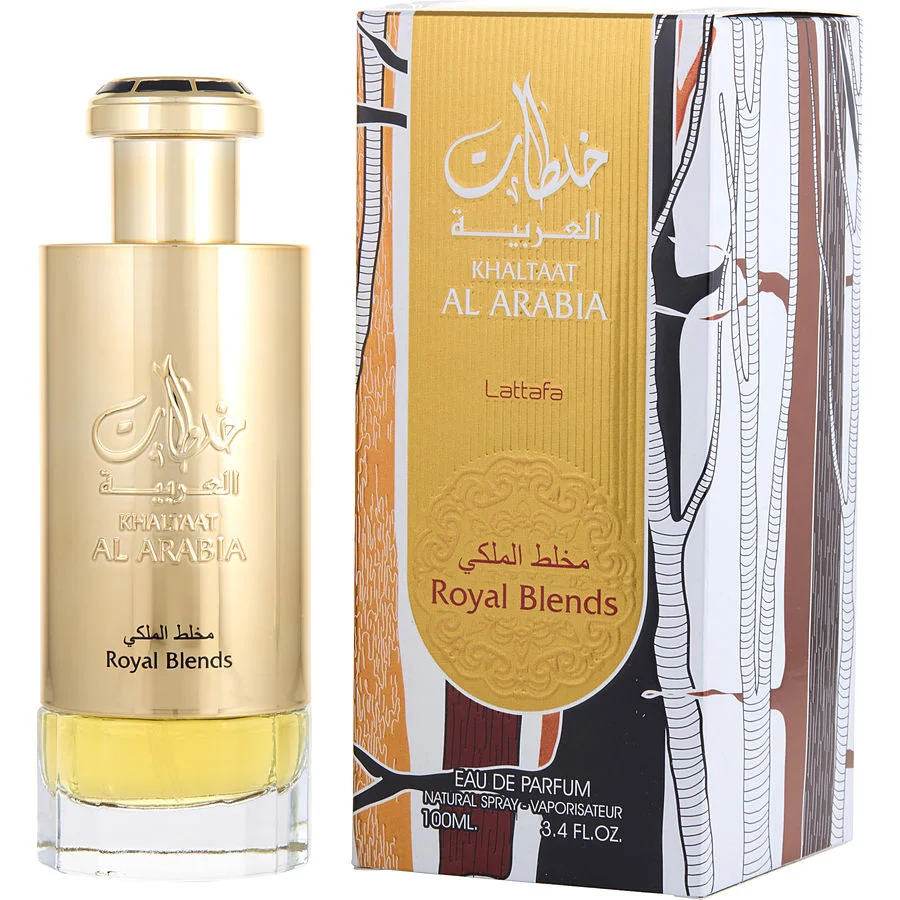 خلطات
العربية
KHALTAAT
AL ARABIA
مخلط الملكي
Royal Blends
خلطات
العربية
KHALTAAT
AL ARABIA
Lattafa
مخلط الملكي
Royal Blends
EAU DE PARFUM
NATURAL SPRAY - VAPORISATEUR
100ML. 3.4 FL.OZ.